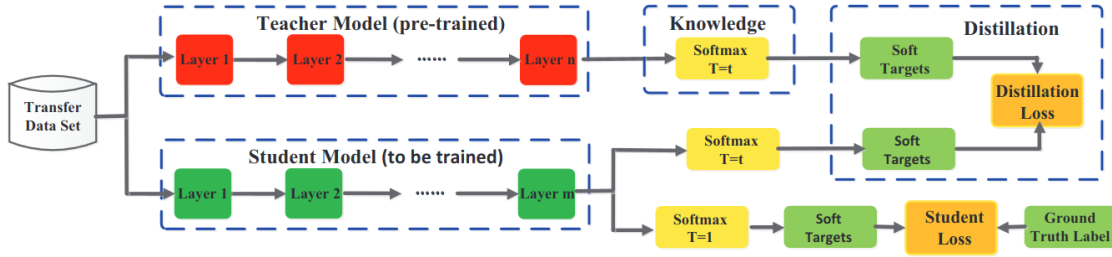 Teacher Model (pre-trained)
Layer 1
Layer 2
......
Layer n
Knowledge
Softmax
T=t
Distillation
Soft
Targets
Distillation
Loss
Transfer
Data Set
Student Model (to be trained)
Layer 1
Layer 2
......
Layer m
Softmax
T=t
Soft
Targets
Softmax
T=1
Soft
Targets
Student
Loss
Ground
Truth Label